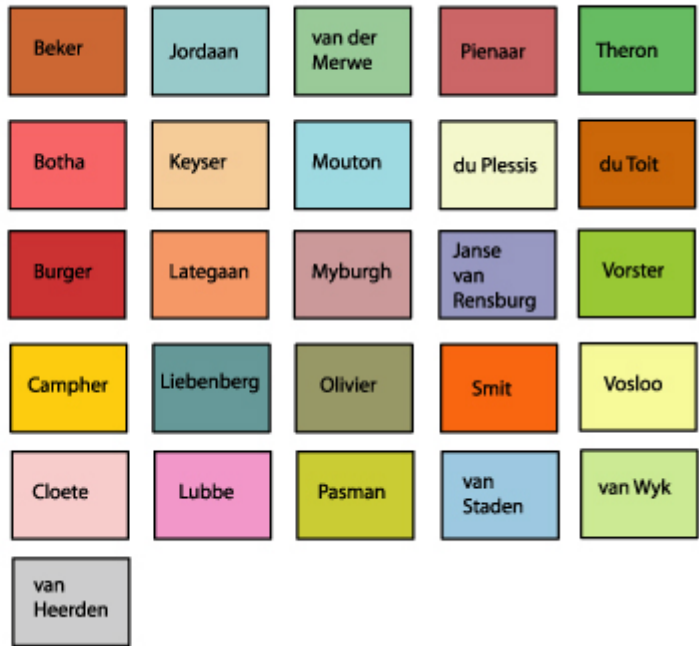 Beker
Jordaan
van der
Merwe
Pienaar
Theron
Botha
Keyser
Mouton
du Plessis
du Toit
Burger
Lategaan
Myburgh
Janse
van
Rensburg
Vorster
Campher
Liebenberg
Olivier
Smit
Vosloo
Cloete
Lubbe
Pasman
van
Staden
van Wyk
van
Heerden